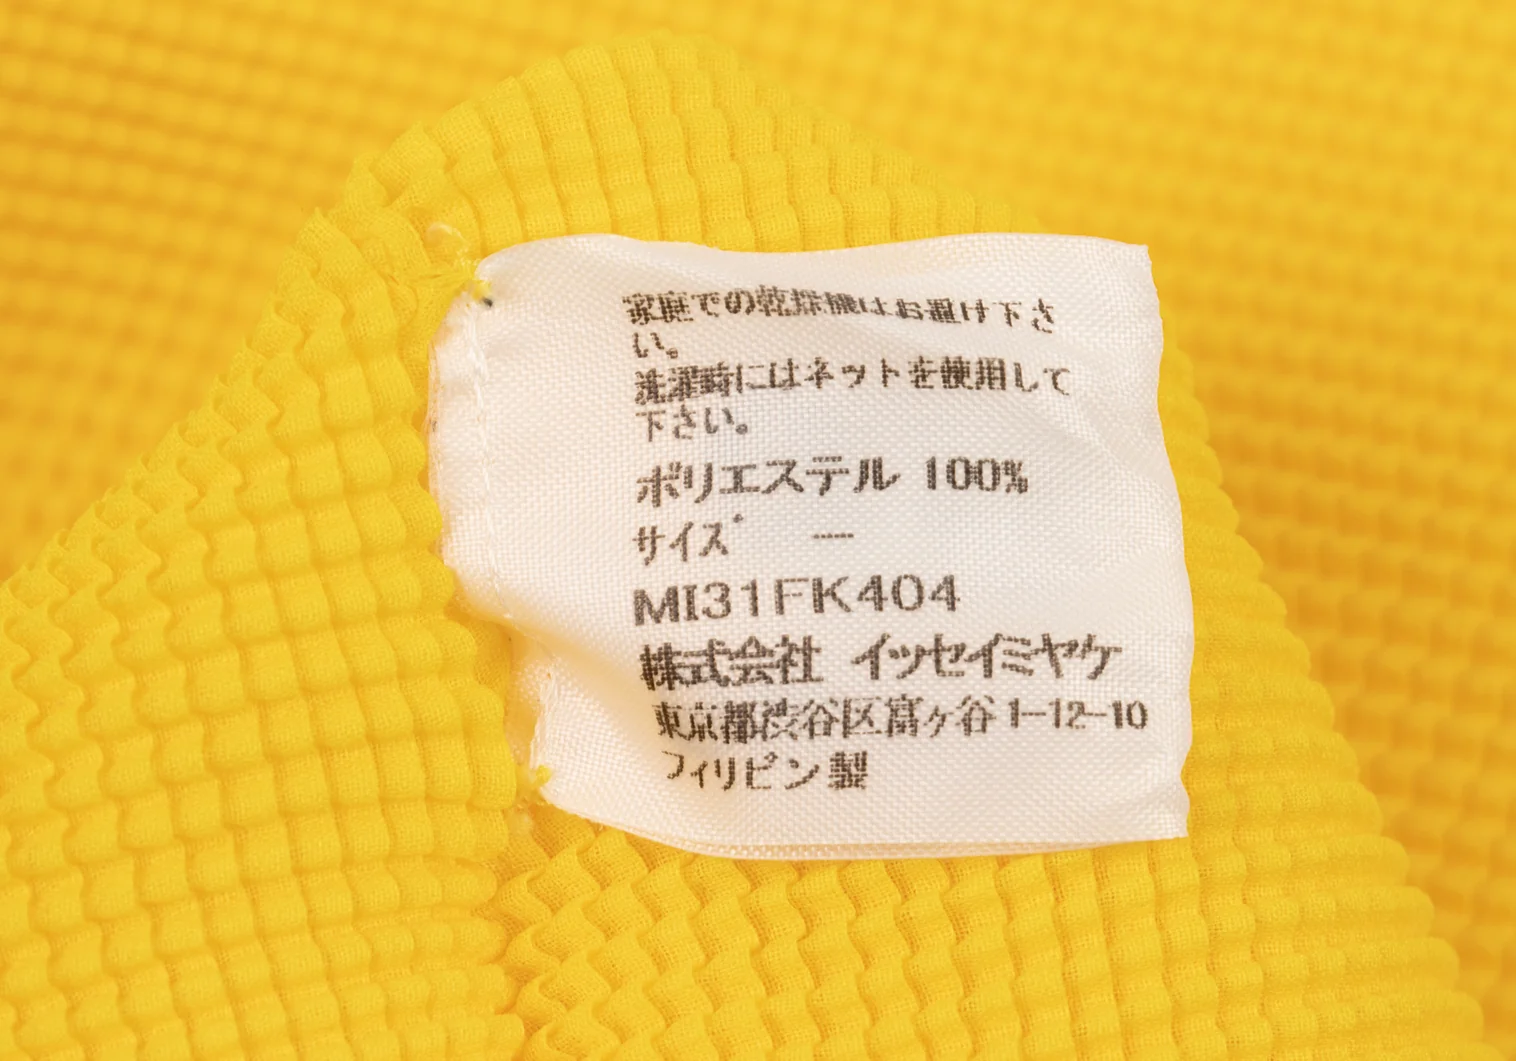 家庭での乾燥機はお避け下さ
い。
洗濯時にはネットを使用して
下さい。
ポリエステル 100%
サイズ --
MI31FK404
株式会社 イッセイミヤケ
東京都渋谷区富ヶ谷1-12-10
フィリピン製